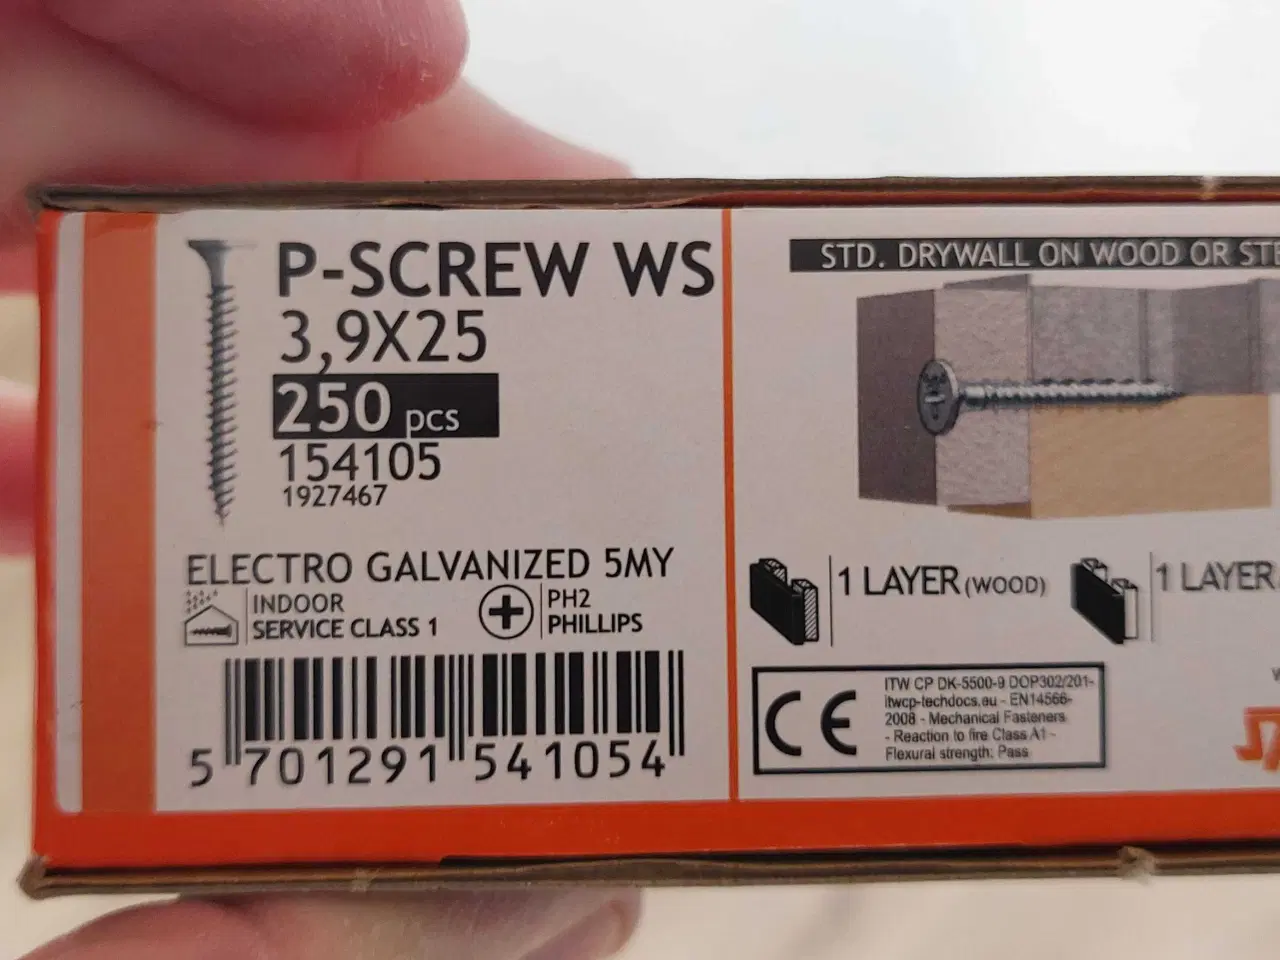 P-SCREW WS
3,9X25
250 pcs
154105
1927467
ELECTRO GALVANIZED 5MY
INDOOR
SERVICE CLASS 1
PH2
PHILLIPS
5 701291 541054
STD. DRYWALL ON WOOD OR STE
1 LAYER (WOOD)
1 LAYER
CE
ITW CP DK-5500-9 DOP302/201-
itwcp-techdocs.eu - EN14566-
2008 - Mechanical Fasteners
- Reaction to fire Class A1 -
Flexural strength: Pass